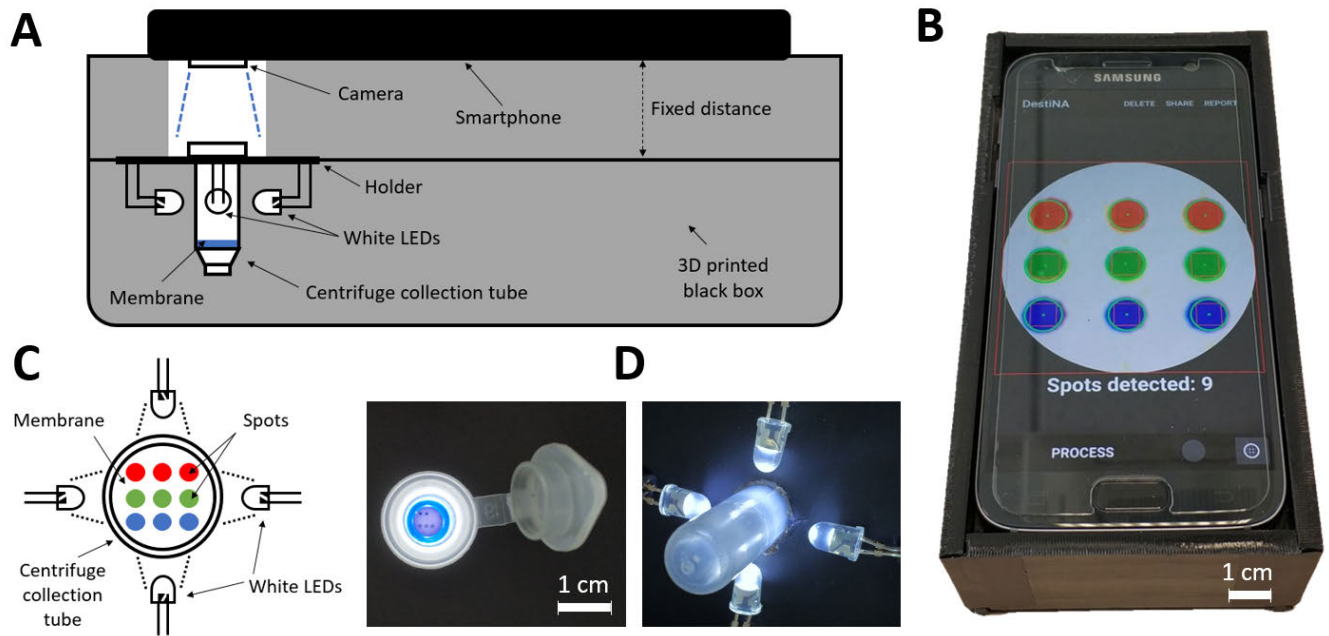 A
Camera
Smartphone
Fixed distance
Holder
White LEDs
Membrane
Centrifuge collection tube
3D printed
black box
B
SAMSUNG
DestiNA
DELETE SHARE REPORT
Spots detected: 9
PROCESS
1 cm
C
Membrane
Spots
Centrifuge
collection
tube
White LEDs
1 cm
D